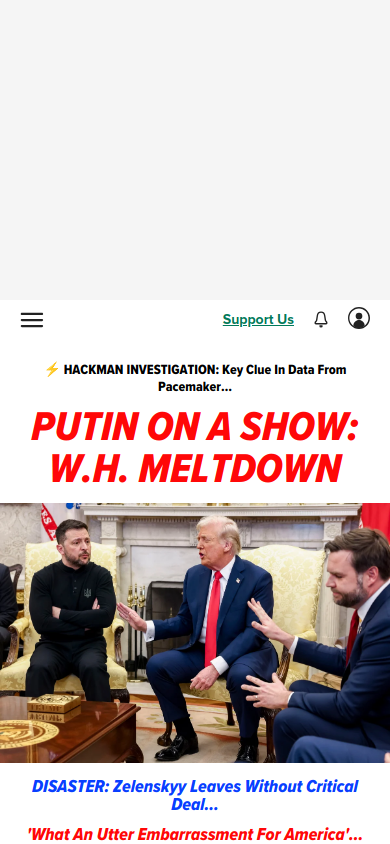 Support Us
⚡ HACKMAN INVESTIGATION: Key Clue In Data From
Pacemaker...
PUTIN ON A SHOW:
W.H. MELTDOWN
DISASTER: Zelenskyy Leaves Without Critical
Deal...
'What An Utter Embarrassment For America'...